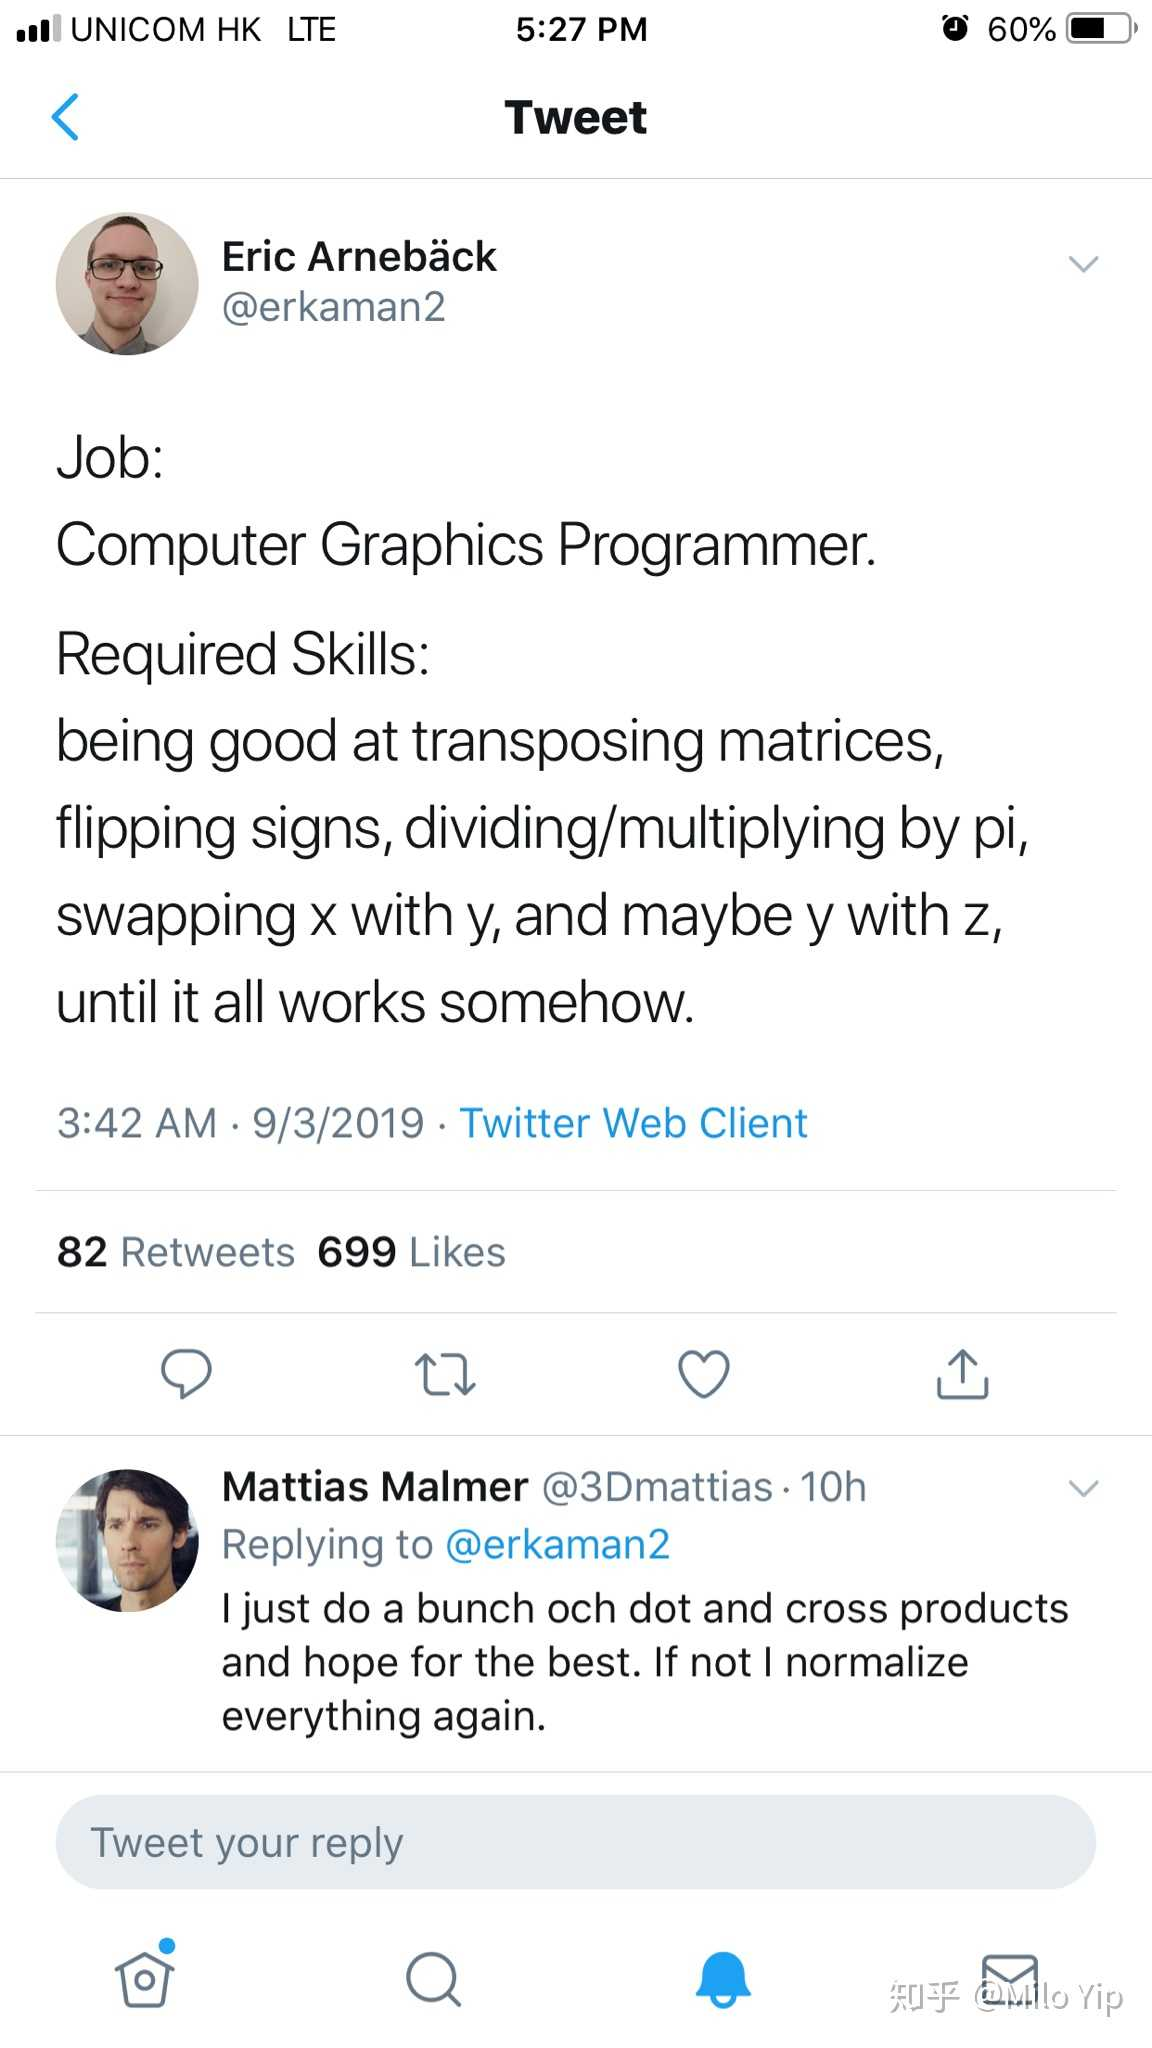 UNICOM HK LTE 5:27 PM 60%
Tweet
Eric Arnebäck
@erkaman2
Job:
Computer Graphics Programmer.
Required Skills:
being good at transposing matrices,
flipping signs, dividing/multiplying by pi,
swapping x with y, and maybe y with z,
until it all works somehow.
3:42 AM · 9/3/2019 · Twitter Web Client
82 Retweets 699 Likes
Mattias Malmer @3Dmattias · 10h
Replying to @erkaman2
I just do a bunch och dot and cross products
and hope for the best. If not I normalize
everything again.
Tweet your reply
知乎 @Milo Yip